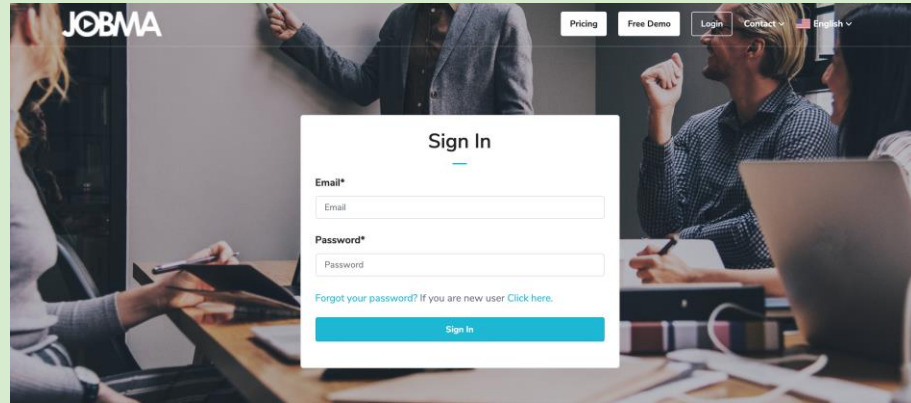 JOBMA
Pricing Free Demo Login Contact English
Sign In
Email*
Email
Password*
Password
Forgot your password? If you are new user Click here.
Sign In